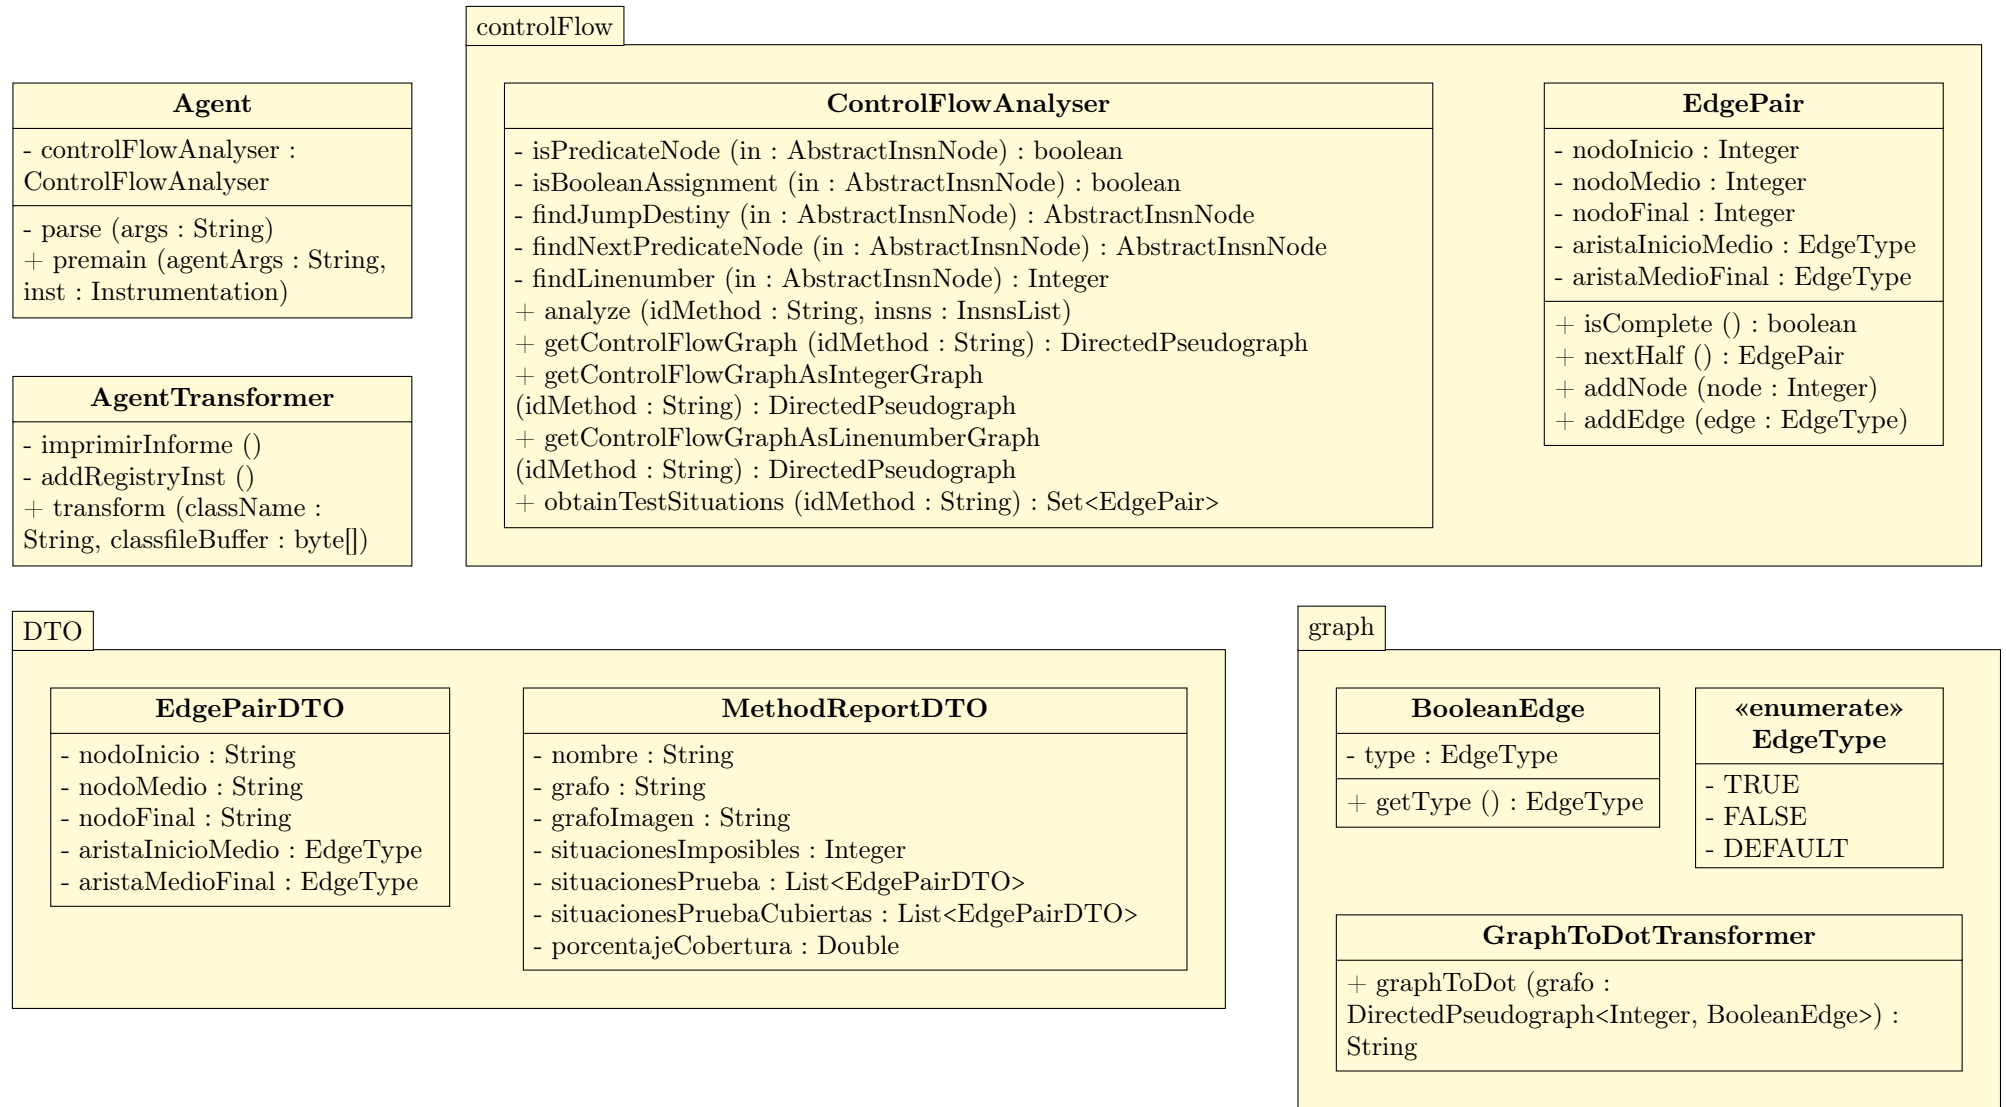 controlFlow
Agent
- controlFlowAnalyser :
ControlFlowAnalyser
- parse (args : String)
+ premain (agentArgs : String,
inst : Instrumentation)
AgentTransformer
- imprimirInforme ()
- addRegistryInst ()
+ transform (className :
String, classfileBuffer : byte[])
ControlFlowAnalyser
- isPredicateNode (in : AbstractInsnNode) : boolean
- isBooleanAssignment (in : AbstractInsnNode) : boolean
- findJumpDestiny (in : AbstractInsnNode) : AbstractInsnNode
- findNextPredicateNode (in : AbstractInsnNode) : AbstractInsnNode
- findLinenumber (in : AbstractInsnNode) : Integer
+ analyze (idMethod : String, insns : InsnsList)
+ getControlFlowGraph (idMethod : String) : DirectedPseudograph
+ getControlFlowGraphAsIntegerGraph
(idMethod : String) : DirectedPseudograph
+ getControlFlowGraphAsLinenumberGraph
(idMethod : String) : DirectedPseudograph
+ obtainTestSituations (idMethod : String) : Set<EdgePair>
EdgePair
- nodoInicio : Integer
- nodoMedio : Integer
- nodoFinal : Integer
- aristaInicioMedio : EdgeType
- aristaMedioFinal : EdgeType
+ isComplete () : boolean
+ nextHalf () : EdgePair
+ addNode (node : Integer)
+ addEdge (edge : EdgeType)
DTO
EdgePairDTO
- nodoInicio : String
- nodoMedio : String
- nodoFinal : String
- aristaInicioMedio : EdgeType
- aristaMedioFinal : EdgeType
MethodReportDTO
- nombre : String
- grafo : String
- grafoImagen : String
- situacionesImposibles : Integer
- situacionesPrueba : List<EdgePairDTO>
- situacionesPruebaCubiertas : List<EdgePairDTO>
- porcentajeCobertura : Double
graph
BooleanEdge
- type : EdgeType
+ getType () : EdgeType
«enumerate»
EdgeType
- TRUE
- FALSE
- DEFAULT
GraphToDotTransformer
+ graphToDot (grafo :
DirectedPseudograph<Integer, BooleanEdge>) :
String